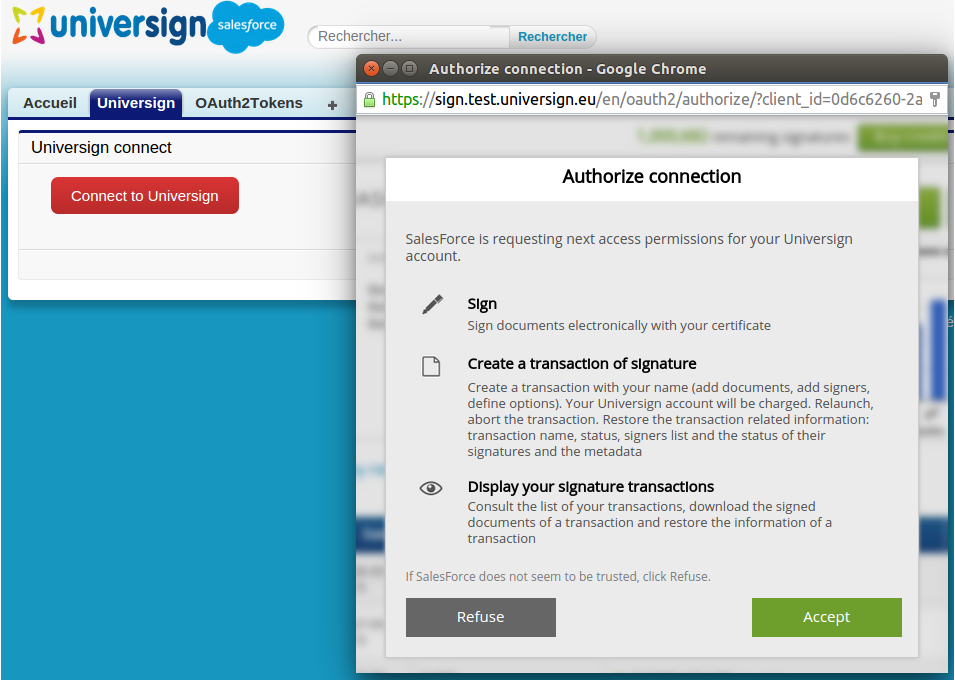 universign
salesforce
Rechercher...
Rechercher
Accueil
Universign
OAuth2Tokens
+
Universign connect
Connect to Universign
Authorize connection - Google Chrome
https://sign.test.universign.eu/en/oauth2/authorize/?client_id=0d6c6260-2a
remaining signatures
Authorize connection
SalesForce is requesting next access permissions for your Universign
account.
Sign
Sign documents electronically with your certificate
Create a transaction of signature
Create a transaction with your name (add documents, add signers,
define options). Your Universign account will be charged. Relaunch,
abort the transaction. Restore the transaction related information:
transaction name, status, signers list and the status of their
signatures and the metadata
Display your signature transactions
Consult the list of your transactions, download the signed
documents of a transaction and restore the information of a
transaction
If SalesForce does not seem to be trusted, click Refuse.
Refuse
Accept